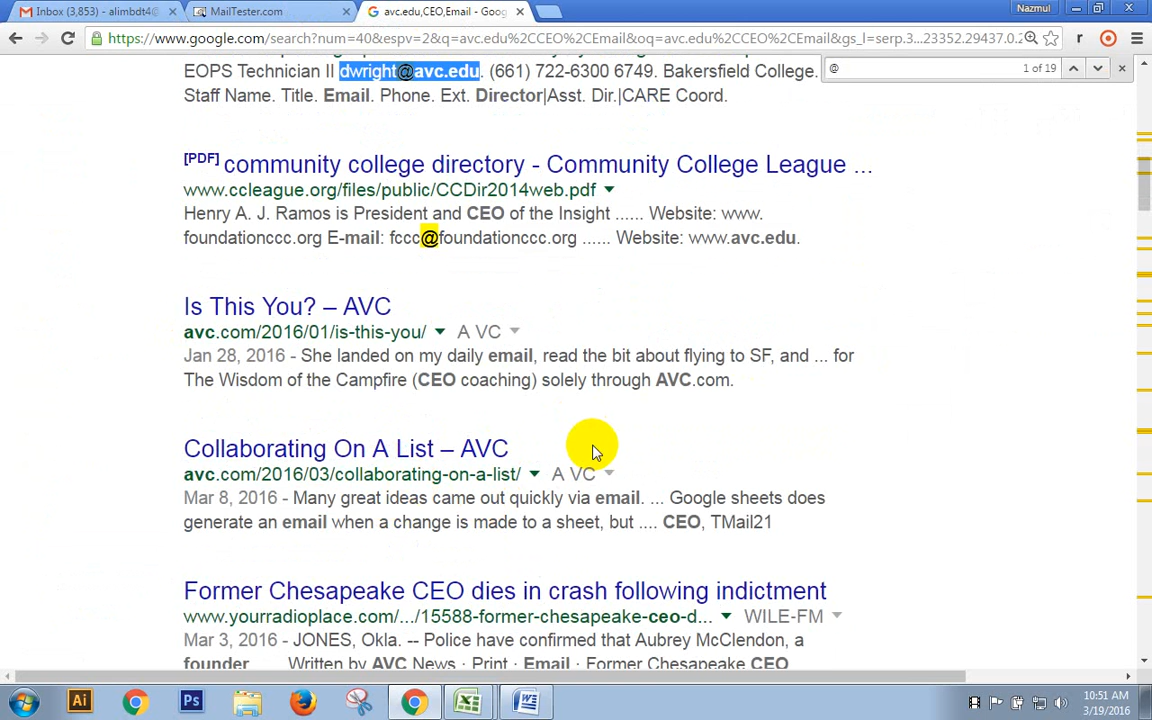 Inbox (3,853) - alimbdt4@
MailTester.com
avc.edu,CEO,Email - Goog
Nazmul
https://www.google.com/search?num=40&espv=2&q=avc.edu%2CCEO%2CEmail&oq=avc.edu%2CCEO%2CEmail&gs_l=serp.3...23352.29437.0.2
@ 1 of 19
EOPS Technician II dwright@avc.edu. (661) 722-6300 6749. Bakersfield College.
Staff Name. Title. Email. Phone. Ext. Director|Asst. Dir.|CARE Coord.
[PDF] community college directory - Community College League ...
www.ccleague.org/files/public/CCDir2014web.pdf
Henry A. J. Ramos is President and CEO of the Insight ...... Website: www.
foundationccc.org E-mail: fccc@foundationccc.org ...... Website: www.avc.edu.
Is This You? – AVC
avc.com/2016/01/is-this-you/ A VC
Jan 28, 2016 - She landed on my daily email, read the bit about flying to SF, and ... for
The Wisdom of the Campfire (CEO coaching) solely through AVC.com.
Collaborating On A List – AVC
avc.com/2016/03/collaborating-on-a-list/ A VC
Mar 8, 2016 - Many great ideas came out quickly via email. ... Google sheets does
generate an email when a change is made to a sheet, but .... CEO, TMail21
Former Chesapeake CEO dies in crash following indictment
www.yourradioplace.com/.../15588-former-chesapeake-ceo-d... WILE-FM
Mar 3, 2016 - JONES, Okla. -- Police have confirmed that Aubrey McClendon, a
founder Written by AVC News · Print · Email · Former Chesapeake CEO
Ai
Ps
10:51 AM
3/19/2016